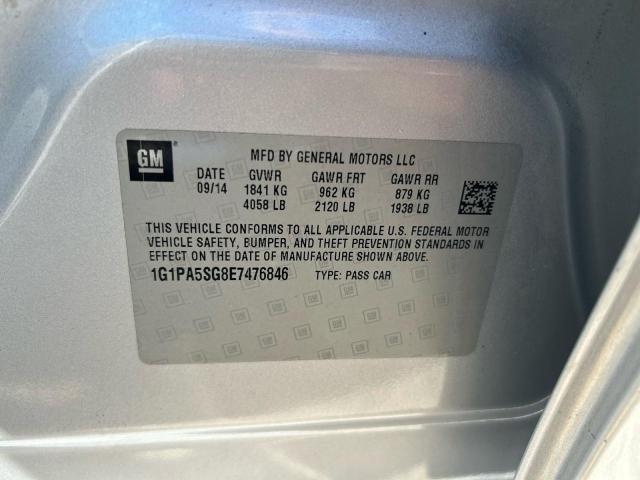 GM
MFD BY GENERAL MOTORS LLC
DATE GVWR GAWR FRT GAWR RR
09/14 1841 KG 962 KG 879 KG
4058 LB 2120 LB 1938 LB
THIS VEHICLE CONFORMS TO ALL APPLICABLE U.S. FEDERAL MOTOR
VEHICLE SAFETY, BUMPER, AND THEFT PREVENTION STANDARDS IN
EFFECT ON THE DATE OF MANUFACTURE SHOWN ABOVE.
1G1PA5SG8E7476846 TYPE: PASS CAR